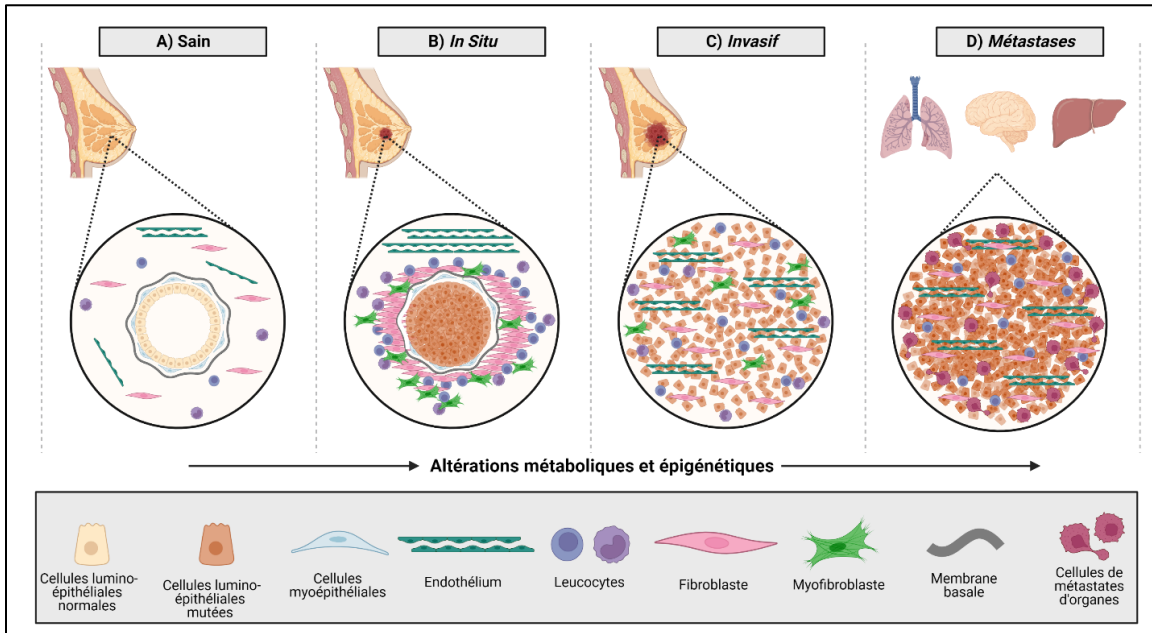 A) Sain
B) In Situ
C) Invasif
D) Métastases
Altérations métaboliques et épigénétiques
Cellules lumino-
épithéliales
normales
Cellules lumino-
épithéliales
mutées
Cellules
myoépithéliales
Endothélium
Leucocytes
Fibroblaste
Myofibroblaste
Membrane
basale
Cellules de
métastates
d'organes